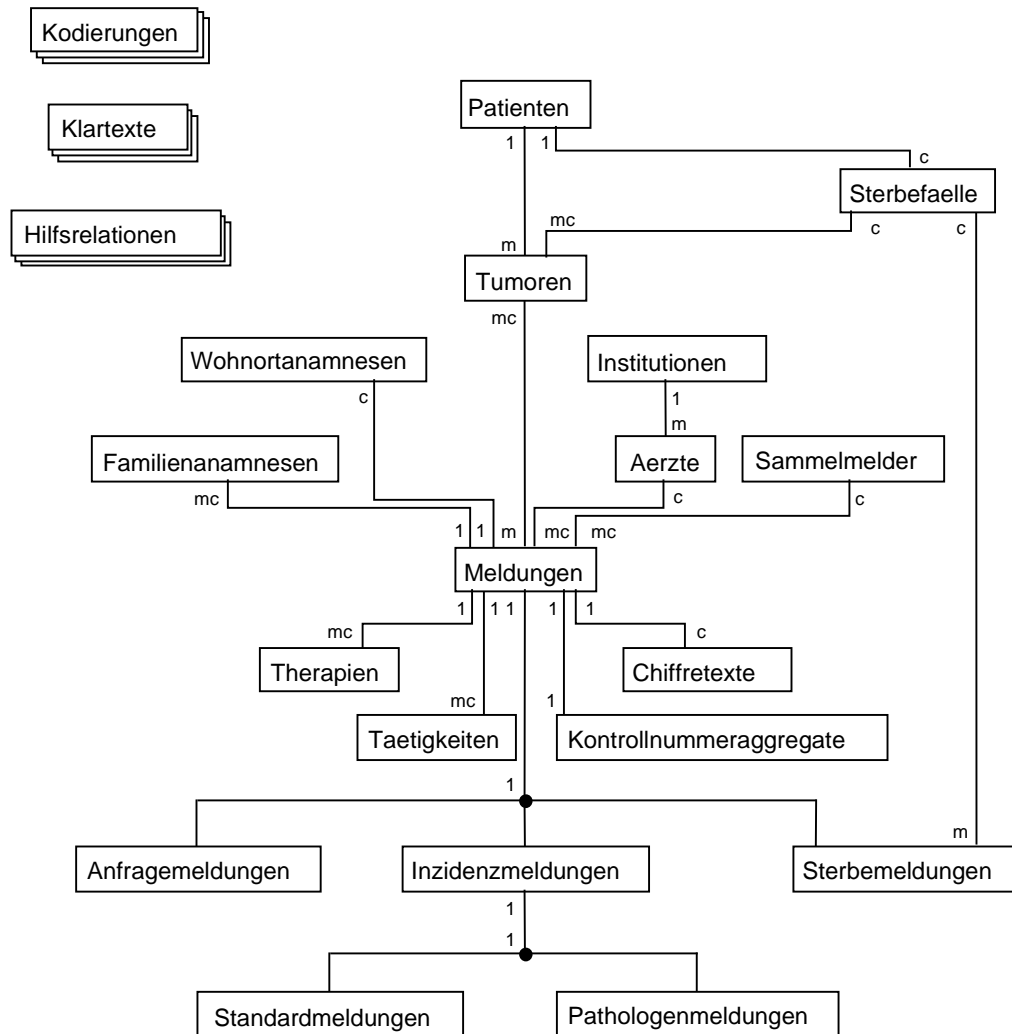 Kodierungen
Patienten
Klartexte
1 1
c
Sterbefaelle
Hilfsrelationen
mc c c
m
Tumoren
mc
Wohnortanamnesen Institutionen
c 1
m
Familienanamnesen Aerzte Sammelmelder
mc c c
1 1 m mc mc
Meldungen
1 1 1 1 1
mc c
Therapien Chiffretexte
mc 1
Taetigkeiten Kontrollnummeraggregate
1
m
Anfragemeldungen Inzidenzmeldungen Sterbemeldungen
1
1
Standardmeldungen Pathologenmeldungen